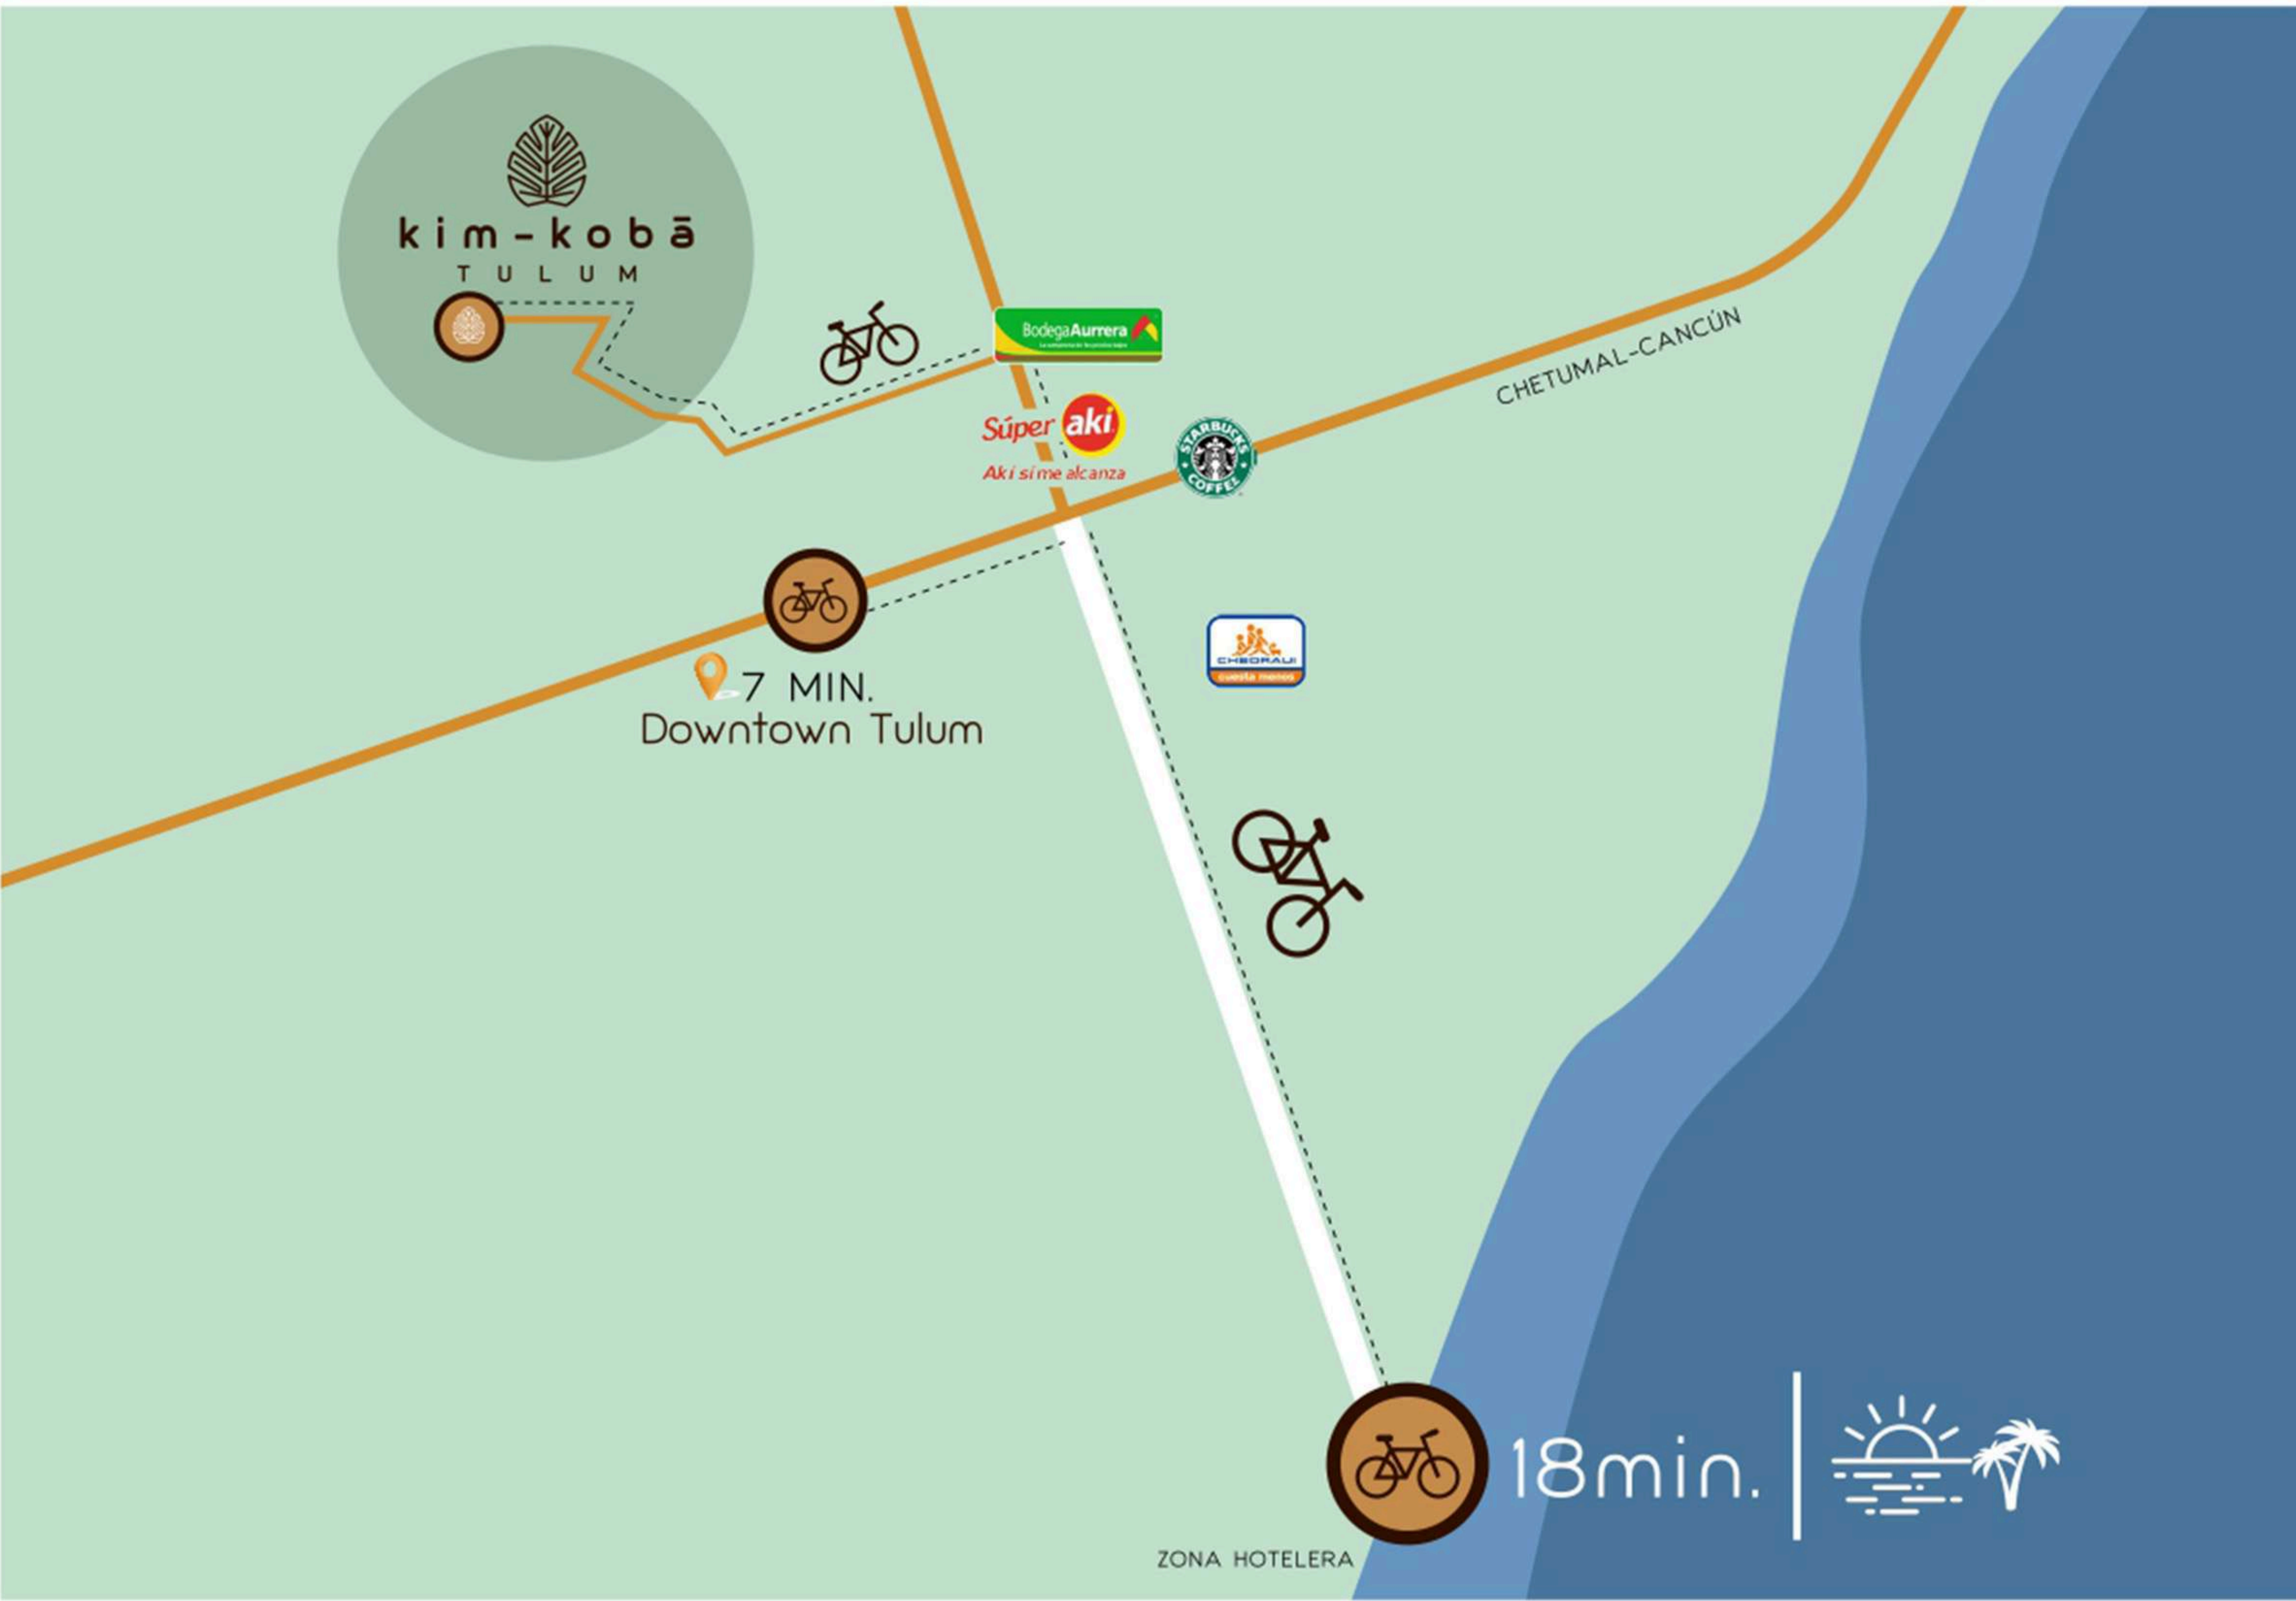 kim-kobā
TULUM
Bodega Aurrera
Súper aki
Aki si me alcanza
STARBUCKS
COFFEE
CHETUMAL-CANCÚN
7 MIN.
Downtown Tulum
CHEDRAUI
cuesta menos
18min.
ZONA HOTELERA